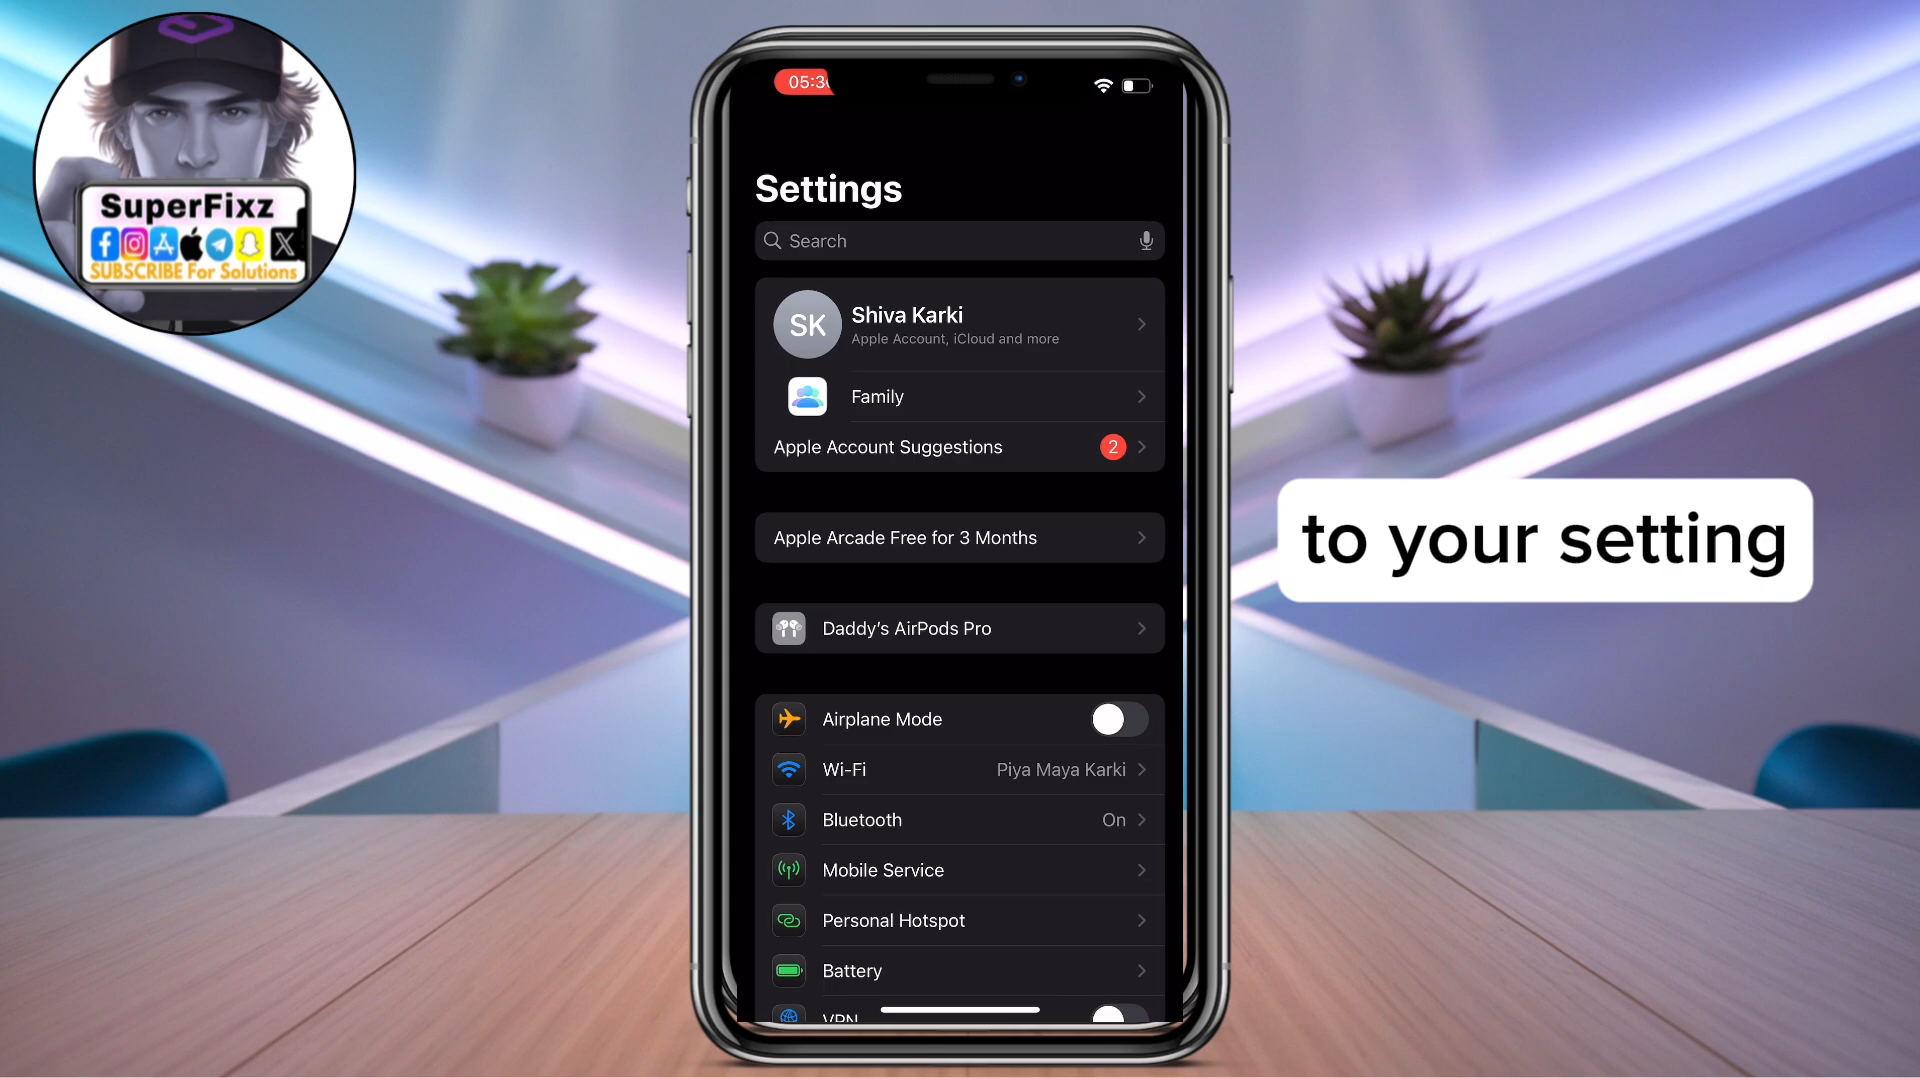 SuperFixz
SUBSCRIBE For Solutions
Settings
Search
SK
Shiva Karki
Apple Account, iCloud and more
Family
Apple Account Suggestions 2
Apple Arcade Free for 3 Months
Daddy's AirPods Pro
Airplane Mode
Wi-Fi Piya Maya Karki
Bluetooth On
Mobile Service
Personal Hotspot
Battery
VPN
to your setting